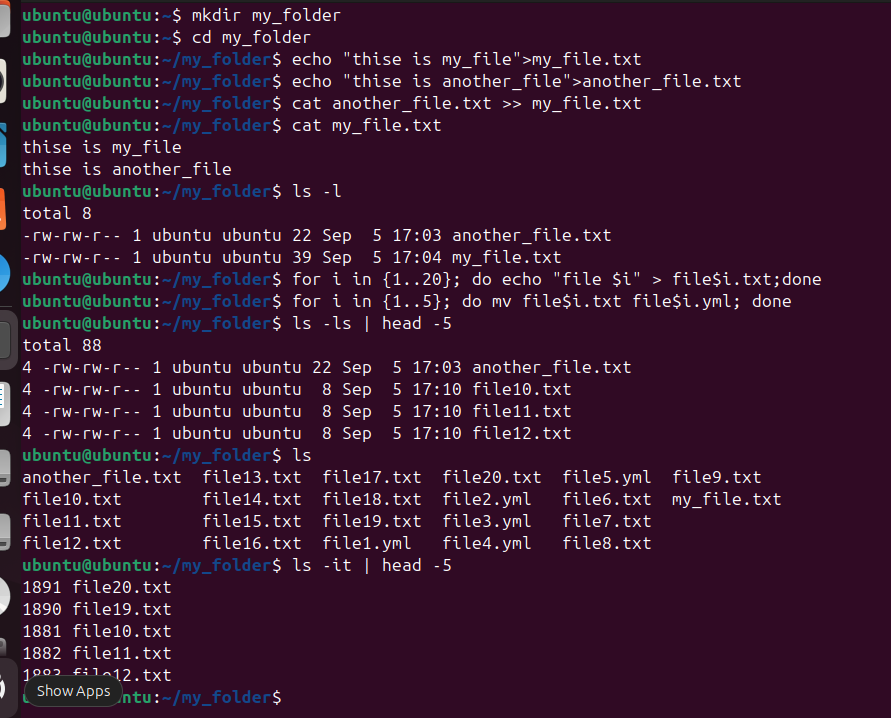 ubuntu@ubuntu:~$ mkdir my_folder
ubuntu@ubuntu:~$ cd my_folder
ubuntu@ubuntu:~/my_folder$ echo "thise is my_file">my_file.txt
ubuntu@ubuntu:~/my_folder$ echo "thise is another_file">another_file.txt
ubuntu@ubuntu:~/my_folder$ cat another_file.txt >> my_file.txt
ubuntu@ubuntu:~/my_folder$ cat my_file.txt
thise is my_file
thise is another_file
ubuntu@ubuntu:~/my_folder$ ls -l
total 8
-rw-rw-r-- 1 ubuntu ubuntu 22 Sep  5 17:03 another_file.txt
-rw-rw-r-- 1 ubuntu ubuntu 39 Sep  5 17:04 my_file.txt
ubuntu@ubuntu:~/my_folder$ for i in {1..20}; do echo "file $i" > file$i.txt;done
ubuntu@ubuntu:~/my_folder$ for i in {1..5}; do mv file$i.txt file$i.yml; done
ubuntu@ubuntu:~/my_folder$ ls -ls | head -5
total 88
4 -rw-rw-r-- 1 ubuntu ubuntu 22 Sep  5 17:03 another_file.txt
4 -rw-rw-r-- 1 ubuntu ubuntu  8 Sep  5 17:10 file10.txt
4 -rw-rw-r-- 1 ubuntu ubuntu  8 Sep  5 17:10 file11.txt
4 -rw-rw-r-- 1 ubuntu ubuntu  8 Sep  5 17:10 file12.txt
ubuntu@ubuntu:~/my_folder$ ls
another_file.txt  file13.txt  file17.txt  file20.txt  file5.yml  file9.txt
file10.txt        file14.txt  file18.txt  file2.yml   file6.txt  my_file.txt
file11.txt        file15.txt  file19.txt  file3.yml   file7.txt
file12.txt        file16.txt  file1.yml   file4.yml   file8.txt
ubuntu@ubuntu:~/my_folder$ ls -it | head -5
1891 file20.txt
1890 file19.txt
1881 file10.txt
1882 file11.txt
1883 file12.txt
Show Apps
ntu:~/my_folder$